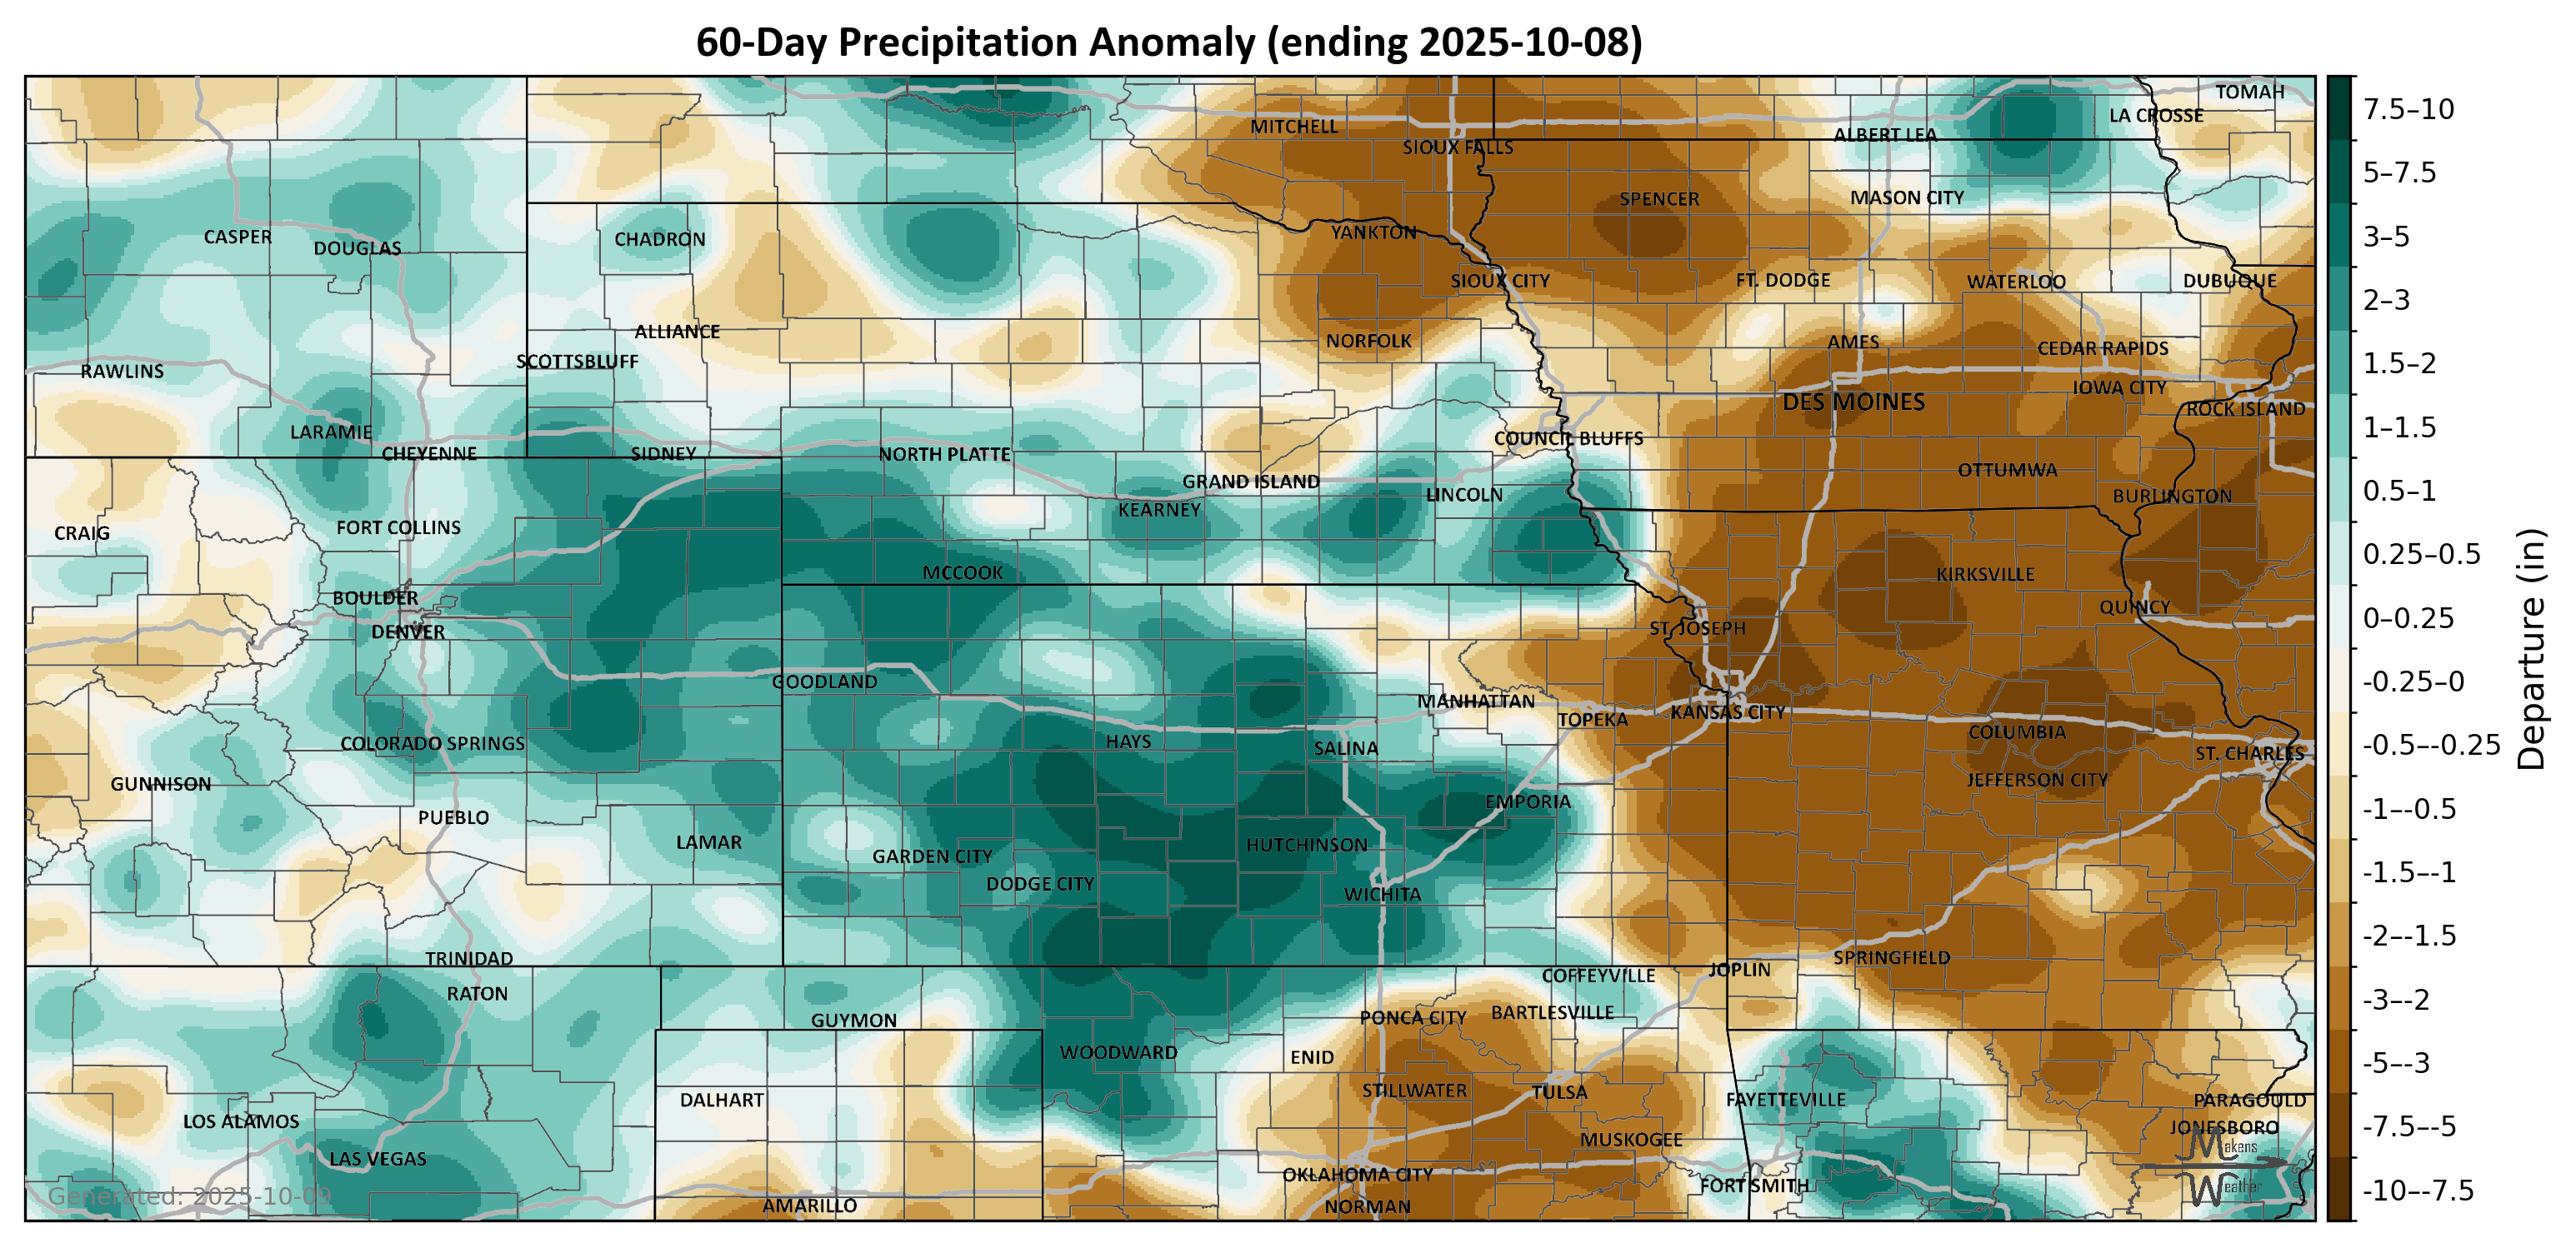 60-Day Precipitation Anomaly (ending 2025-10-08)
TOMAH
LA CROSSE
MITCHELL
ALBERT LEA
SIOUX FALLS
SPENCER
MASON CITY
YANKTON
CASPER
CHADRON
DOUGLAS
SIOUX CITY
FT. DODGE
WATERLOO
DUBUQUE
ALLIANCE
NORFOLK
AMES
CEDAR RAPIDS
SCOTTSBLUFF
RAWLINS
IOWA CITY
DES MOINES
ROCK ISLAND
LARAMIE
COUNCIL BLUFFS
CHEYENNE
SIDNEY
NORTH PLATTE
OTTUMWA
GRAND ISLAND
LINCOLN
BURLINGTON
KEARNEY
CRAIG
FORT COLLINS
MCCOOK
KIRKSVILLE
BOULDER
QUINCY
DENVER
ST. JOSEPH
GOODLAND
MANHATTAN
KANSAS CITY
TOPEKA
COLUMBIA
COLORADO SPRINGS
HAYS
SALINA
ST. CHARLES
GUNNISON
JEFFERSON CITY
EMPORIA
PUEBLO
LAMAR
HUTCHINSON
GARDEN CITY
DODGE CITY
WICHITA
TRINIDAD
SPRINGFIELD
JOPLIN
COFFEYVILLE
RATON
GUYMON
PONCA CITY
BARTLESVILLE
WOODWARD
ENID
STILLWATER
TULSA
DALHART
FAYETTEVILLE
PARAGOULD
LOS ALAMOS
JONESBORO
MUSKOGEE
LAS VEGAS
OKLAHOMA CITY
FORT SMITH
AMARILLO
NORMAN
Generated: 2025-10-09
Makens
Weather
7.5–10
5–7.5
3–5
2–3
1.5–2
1–1.5
0.5–1
0.25–0.5
0–0.25
-0.25–0
-0.5–-0.25
-1–-0.5
-1.5–-1
-2–-1.5
-3–-2
-5–-3
-7.5–-5
-10–-7.5
Departure (in)